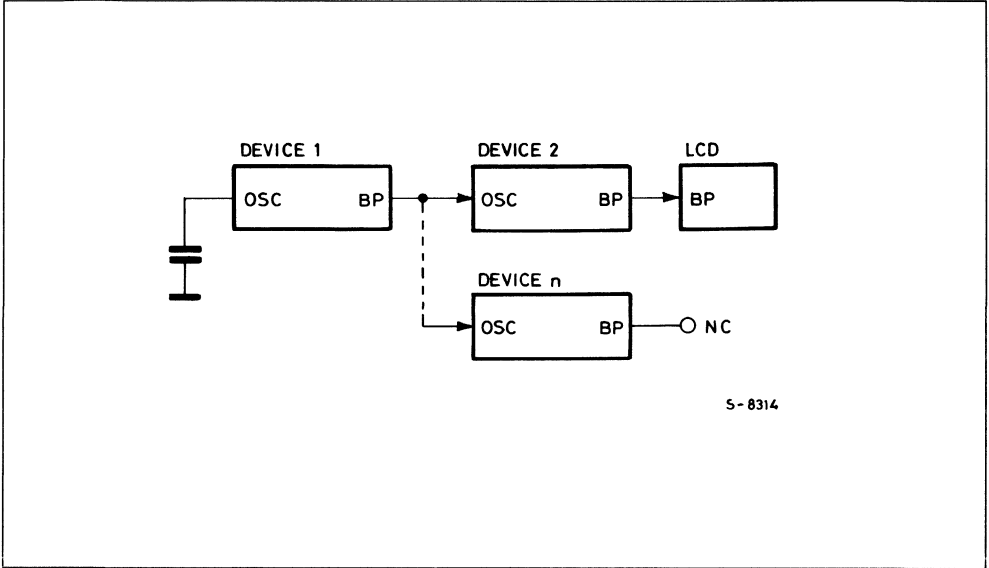 DEVICE 1
OSC BP
DEVICE 2
OSC BP
LCD
BP
DEVICE n
OSC BP
NC
S-8314